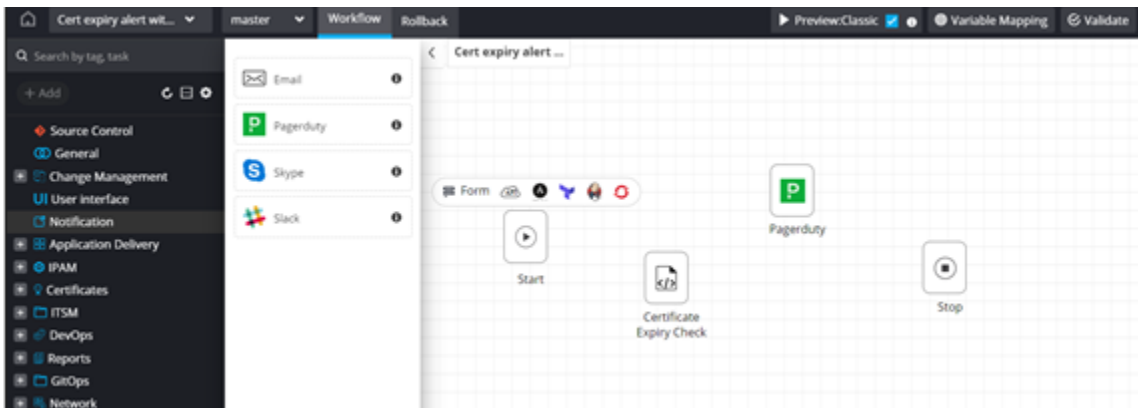 Cert expiry alert wit... master Workflow Rollback Preview:Classic Variable Mapping Validate
Search by tag, task
+ Add
Source Control
General
Change Management
UI User interface
Notification
Application Delivery
IPAM
Certificates
ITSM
DevOps
Reports
GitOps
Network
Email
Pagerduty
Skype
Slack
Cert expiry alert ...
Form
Start
Certificate
Expiry Check
Pagerduty
Stop